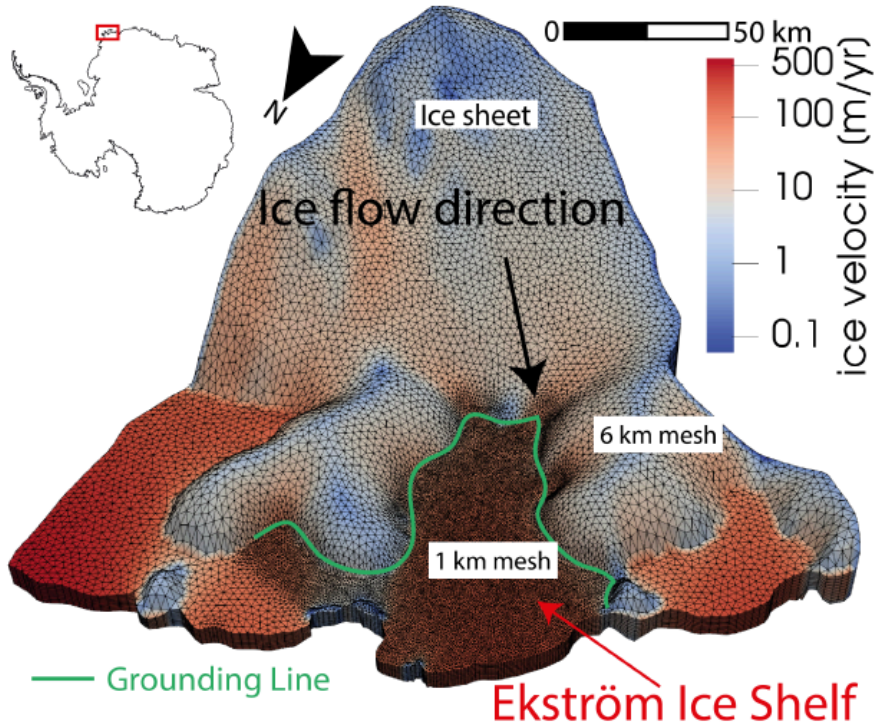 0 50 km
N
500
100
10
1
0.1
ice velocity (m/yr)
Ice sheet
Ice flow direction
6 km mesh
1 km mesh
Grounding Line
Ekström Ice Shelf